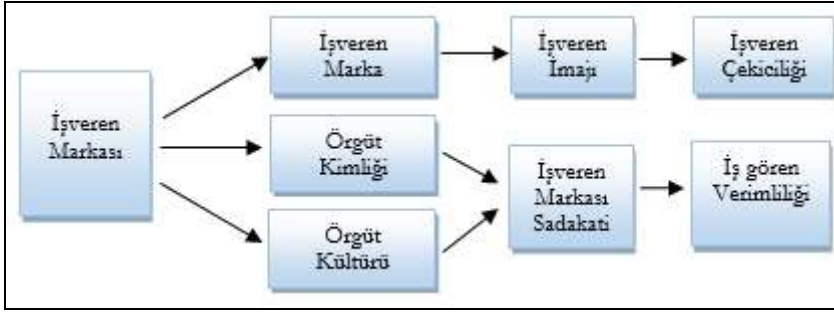 İşveren
Markası
İşveren
Marka
İşveren
İmajı
İşveren
Çekiciliği
Örgüt
Kimliği
Örgüt
Kültürü
İşveren
Markası
Sadakati
İş gören
Verimliliği